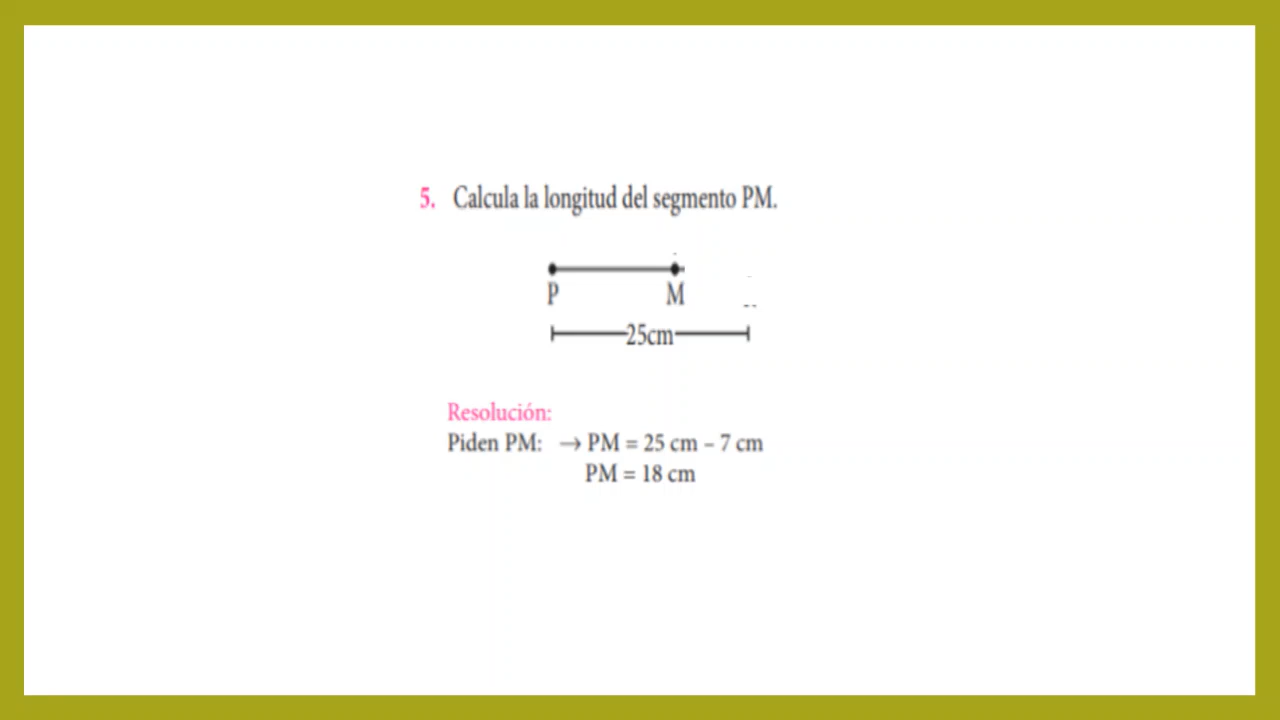 5. Calcula la longitud del segmento PM.
P M
25cm
Resolución:
Piden PM: → PM = 25 cm – 7 cm
PM = 18 cm